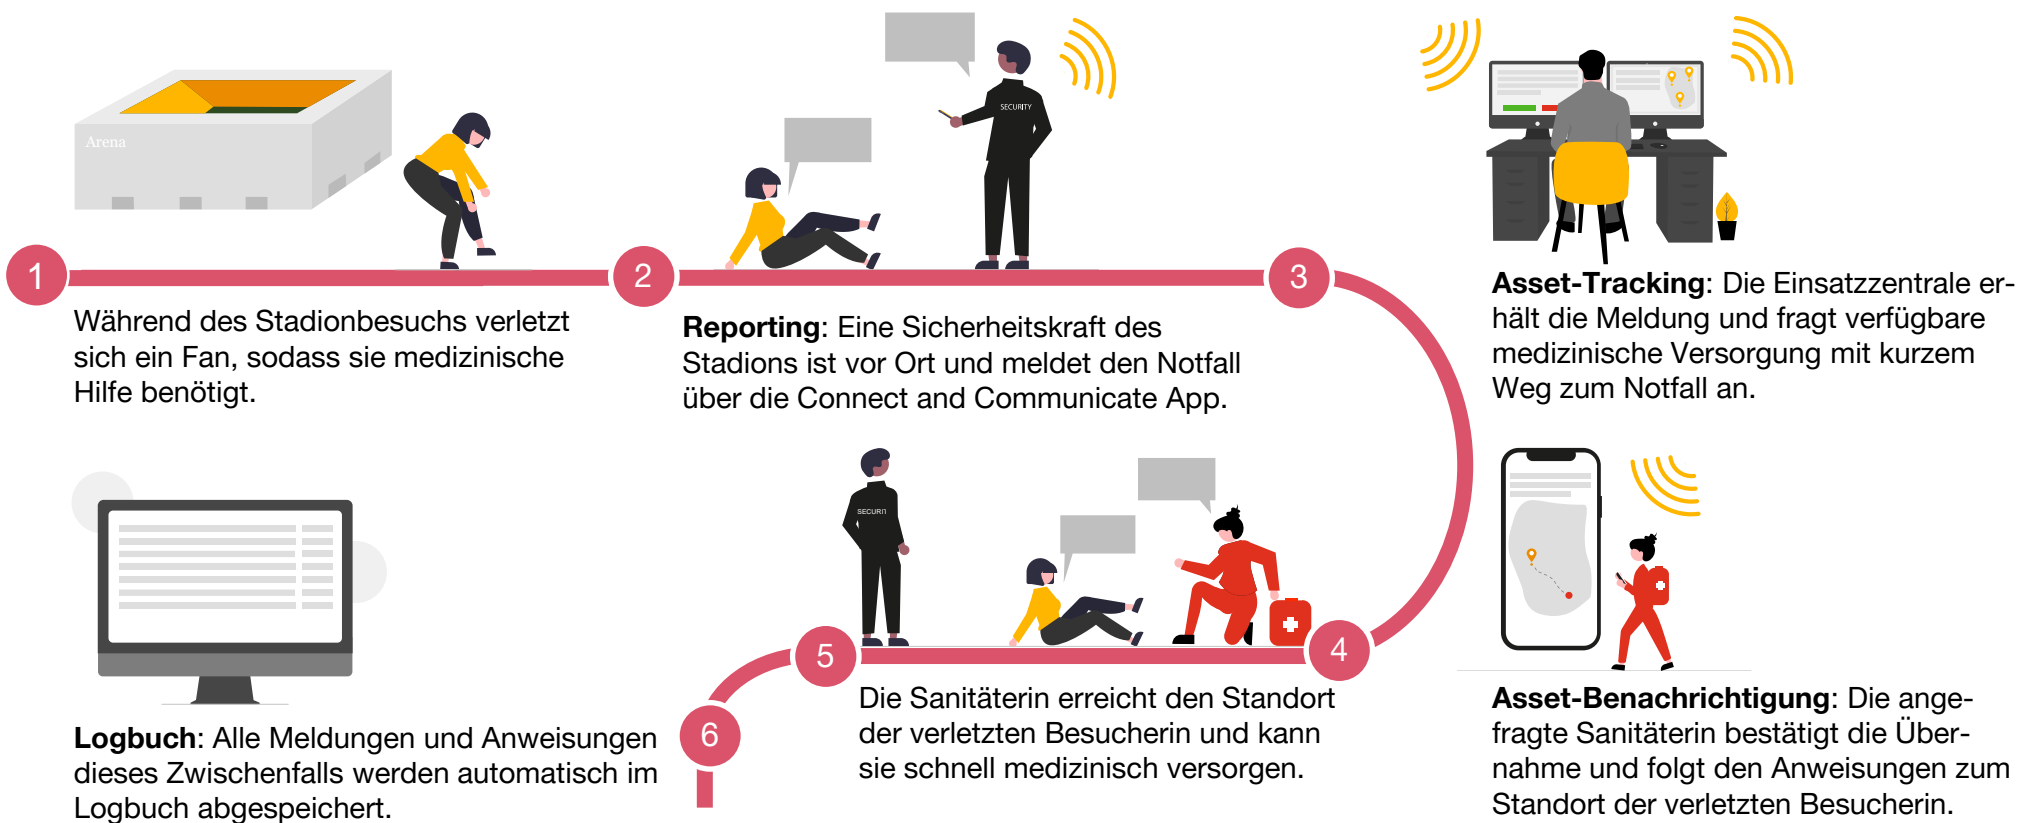 Arena
1
Während des Stadionbesuchs verletzt
sich ein Fan, sodass sie medizinische
Hilfe benötigt.
SECURITY
2
Reporting: Eine Sicherheitskraft des
Stadions ist vor Ort und meldet den Notfall
über die Connect and Communicate App.
3
Asset-Tracking: Die Einsatzzentrale er-
hält die Meldung und fragt verfügbare
medizinische Versorgung mit kurzem
Weg zum Notfall an.
4
Asset-Benachrichtigung: Die ange-
fragte Sanitäterin bestätigt die Über-
nahme und folgt den Anweisungen zum
Standort der verletzten Besucherin.
SECURIT
5
Die Sanitäterin erreicht den Standort
der verletzten Besucherin und kann
sie schnell medizinisch versorgen.
6
Logbuch: Alle Meldungen und Anweisungen
dieses Zwischenfalls werden automatisch im
Logbuch abgespeichert.